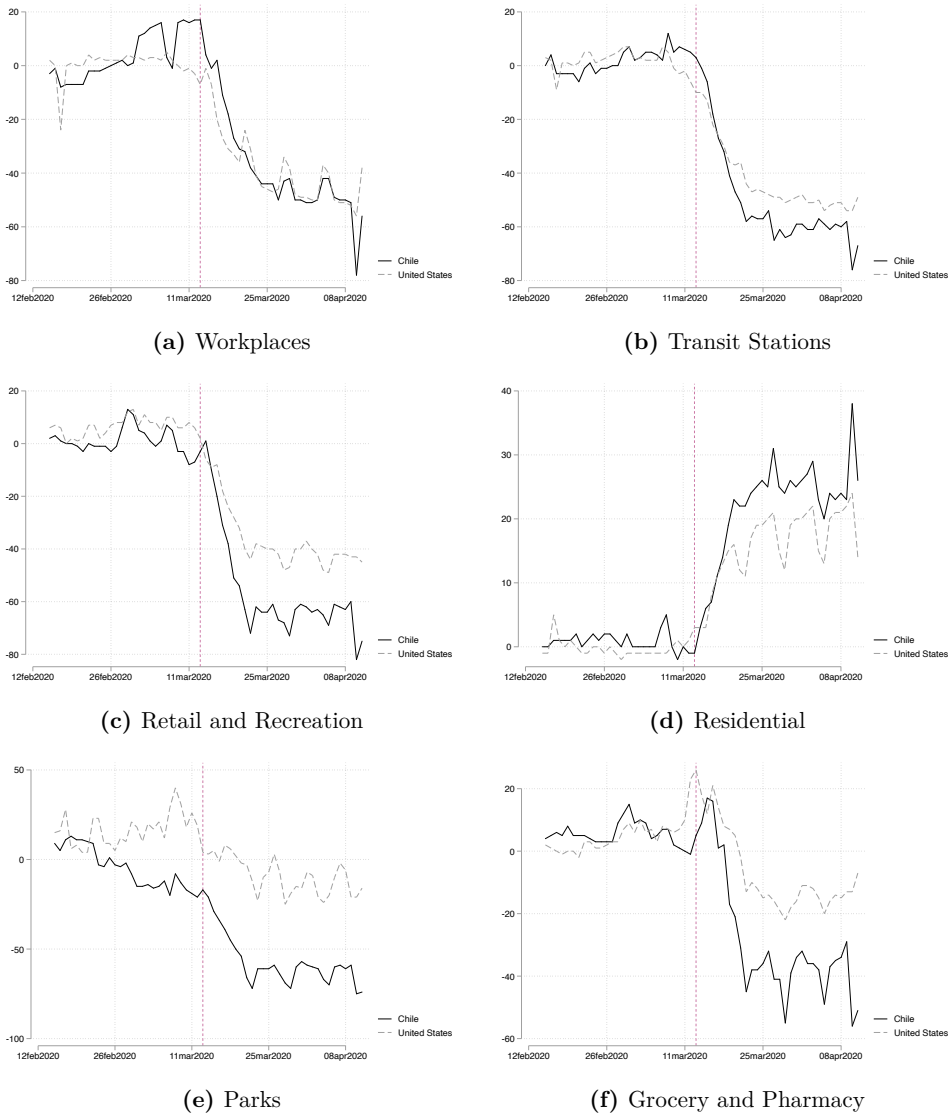 20
0
-20
-40
-60
-80
12feb2020 26feb2020 11mar2020 25mar2020 08apr2020
Chile
United States
(a) Workplaces
20
0
-20
-40
-60
-80
12feb2020 26feb2020 11mar2020 25mar2020 08apr2020
Chile
United States
(b) Transit Stations
20
0
-20
-40
-60
-80
12feb2020 26feb2020 11mar2020 25mar2020 08apr2020
Chile
United States
(c) Retail and Recreation
40
30
20
10
0
12feb2020 26feb2020 11mar2020 25mar2020 08apr2020
Chile
United States
(d) Residential
50
0
-50
-100
12feb2020 26feb2020 11mar2020 25mar2020 08apr2020
Chile
United States
(e) Parks
20
0
-20
-40
-60
12feb2020 26feb2020 11mar2020 25mar2020 08apr2020
Chile
United States
(f) Grocery and Pharmacy